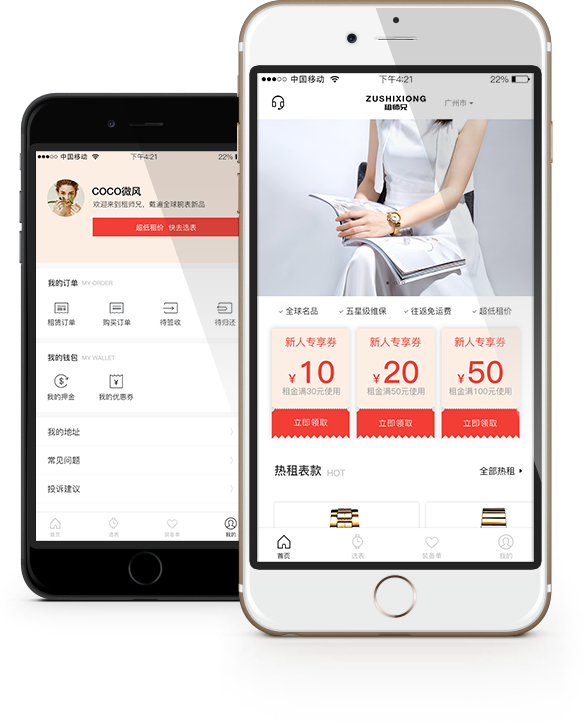 中国移动 下午4:21 22%
COCO微风
欢迎来到租师兄，戴遍全球腕表新品
超低租价 快去选表
我的订单 MY ORDER
租赁订单 购买订单 待签收 待归还
我的钱包 MY WALLET
我的押金 我的优惠券
我的地址
常见问题
投诉建议
首页 选表 装备单 我的
中国移动 下午4:21 22%
ZUSHIXIONG
租师兄
广州市
全球名品 五星级维保 往返免运费 超低租价
新人专享券 新人专享券 新人专享券
¥10 ¥20 ¥50
租金满30元使用 租金满50元使用 租金满100元使用
立即领取 立即领取 立即领取
热租表款 HOT 全部热租
首页 选表 装备单 我的